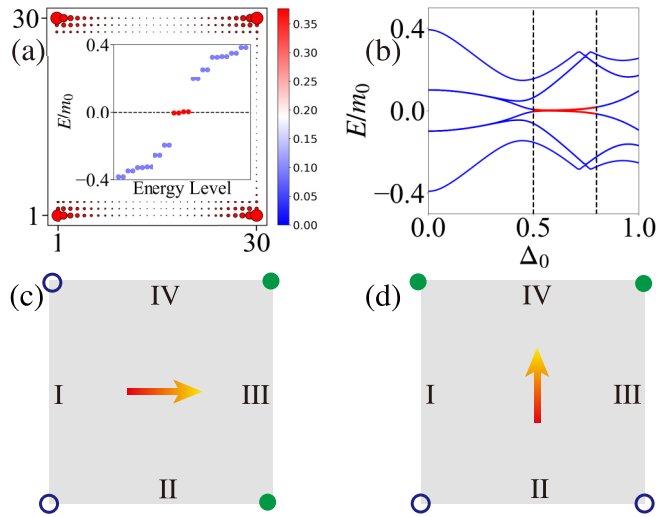 (a)
30
1
1
30
E/m₀
0.4
0.0
−0.4
Energy Level
0.35
0.30
0.25
0.20
0.15
0.10
0.05
0.00
(b)
E/m₀
0.4
0.0
−0.4
0.0
0.5
1.0
Δ₀
(c)
IV
I
III
II
(d)
IV
I
III
II